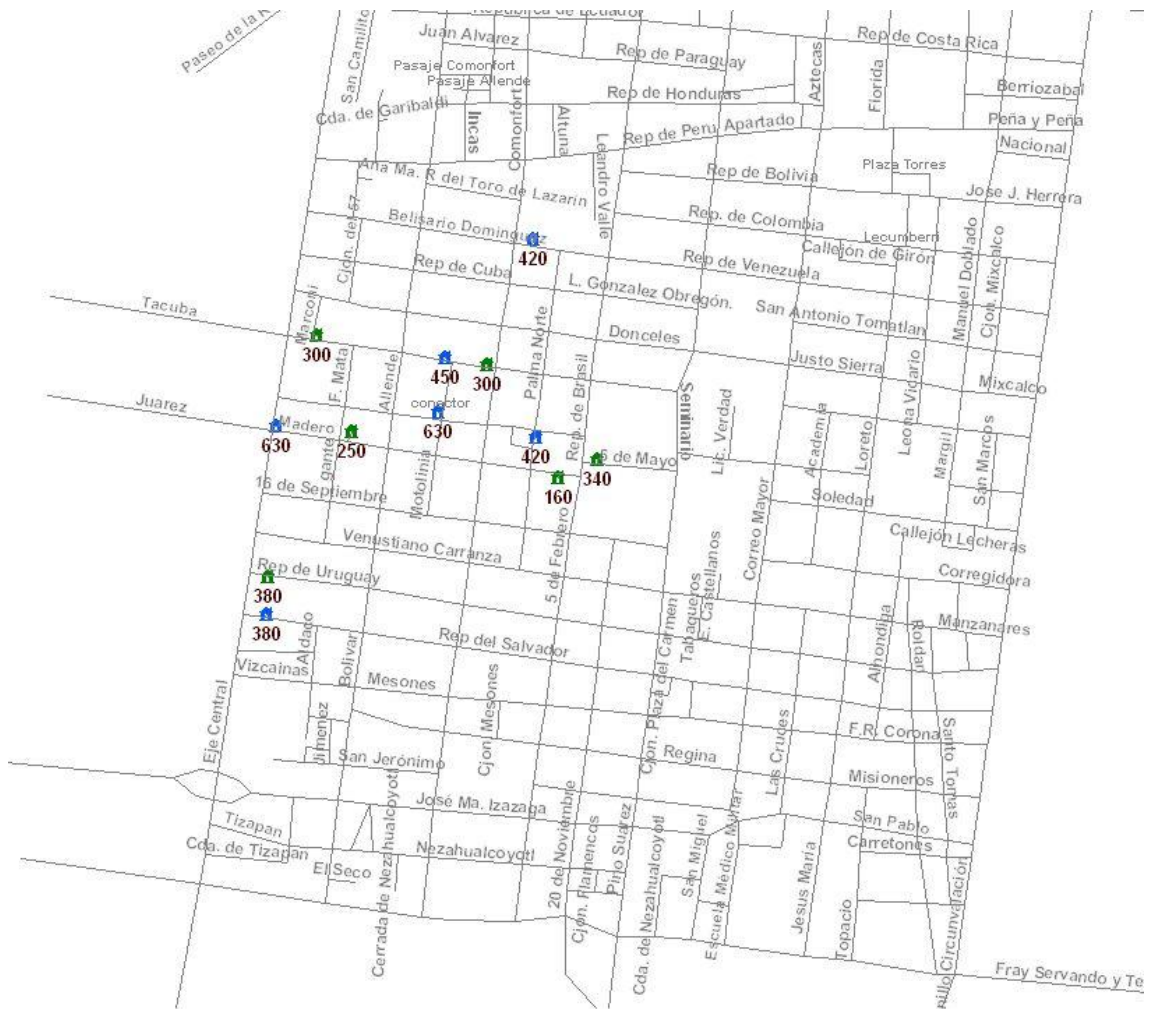 Republica de Ecuador
Paseo de la R
San Camilito
Juan Alvarez
Rep de Paraguay
Rep de Costa Rica
Pasaje Comonfort
Pasaje Allende
Aztecas
Florida
Cda. de Garibaldi
Rep de Honduras
Berriozabal
Incas
Comonfort
Altuna
Leandro Valle
Rep de Peru
Apartado
Peña y Peña
Nacional
Ana Ma. R del Toro de Lazarin
Rep de Bolivia
Plaza Torres
Jose J. Herrera
Cjon. del 57
Belisario Dominguez
Rep. de Colombia
Lecumberri
Callejón de Girón
Manuel Doblado
Cjon. Mixcalco
420
Rep de Cuba
Rep de Venezuela
L. Gonzalez Obregón.
San Antonio Tomatlan
Tacuba
Marconi
300
F. Mata
Allende
450
300
Palma Norte
Donceles
Rep. de Brasil
Seminario
Justo Sierra
Leona Vicario
Mixcalco
Juarez
Madero
conector
630
250
630
420
340
5 de Mayo
160
Lic. Verdad
Academia
Loreto
Margil
San Marcos
gante
Motolinia
16 de Septiembre
Soledad
Correo Mayor
Callejón Lecheras
Venustiano Carranza
5 de Febrero
E. Castellanos
Tabaqueros
Corregidora
Rep de Uruguay
380
380
Aldaco
Bolivar
Rep del Salvador
Cjon. Plaza del Carmen
Almondiga
Roldan
Manzanares
Vizcainas
Mesones
Cjon. Mesones
Eje Central
Jimenez
San Jerónimo
Regina
Las Cruces
F.R. Corona
Santo Tomas
Misioneros
José Ma. Izazaga
San Pablo
Carretones
Tizapan
Cda. de Tizapan
El Seco
Nezahualcoyotl
Cerrada de Nezahualcoyotl
20 de Noviembre
Cjon. Flamencos
Pino Suarez
Cda. de Nezahualcoyotl
San Miguel
Escuela Médico Militar
Jesus Maria
Topacio
nillo Circunvalación
Fray Servando y Te